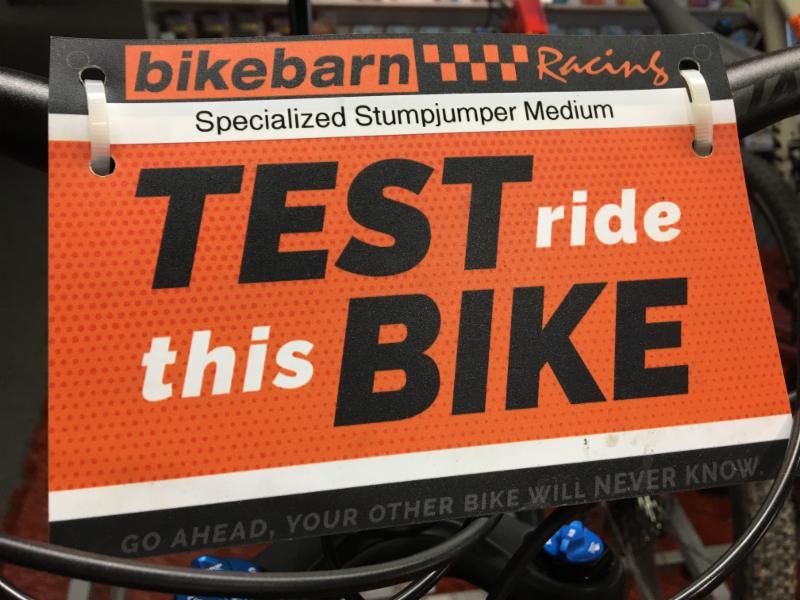 bikebarn Racing
Specialized Stumpjumper Medium
TEST ride
this BIKE
GO AHEAD, YOUR OTHER BIKE WILL NEVER KNOW.